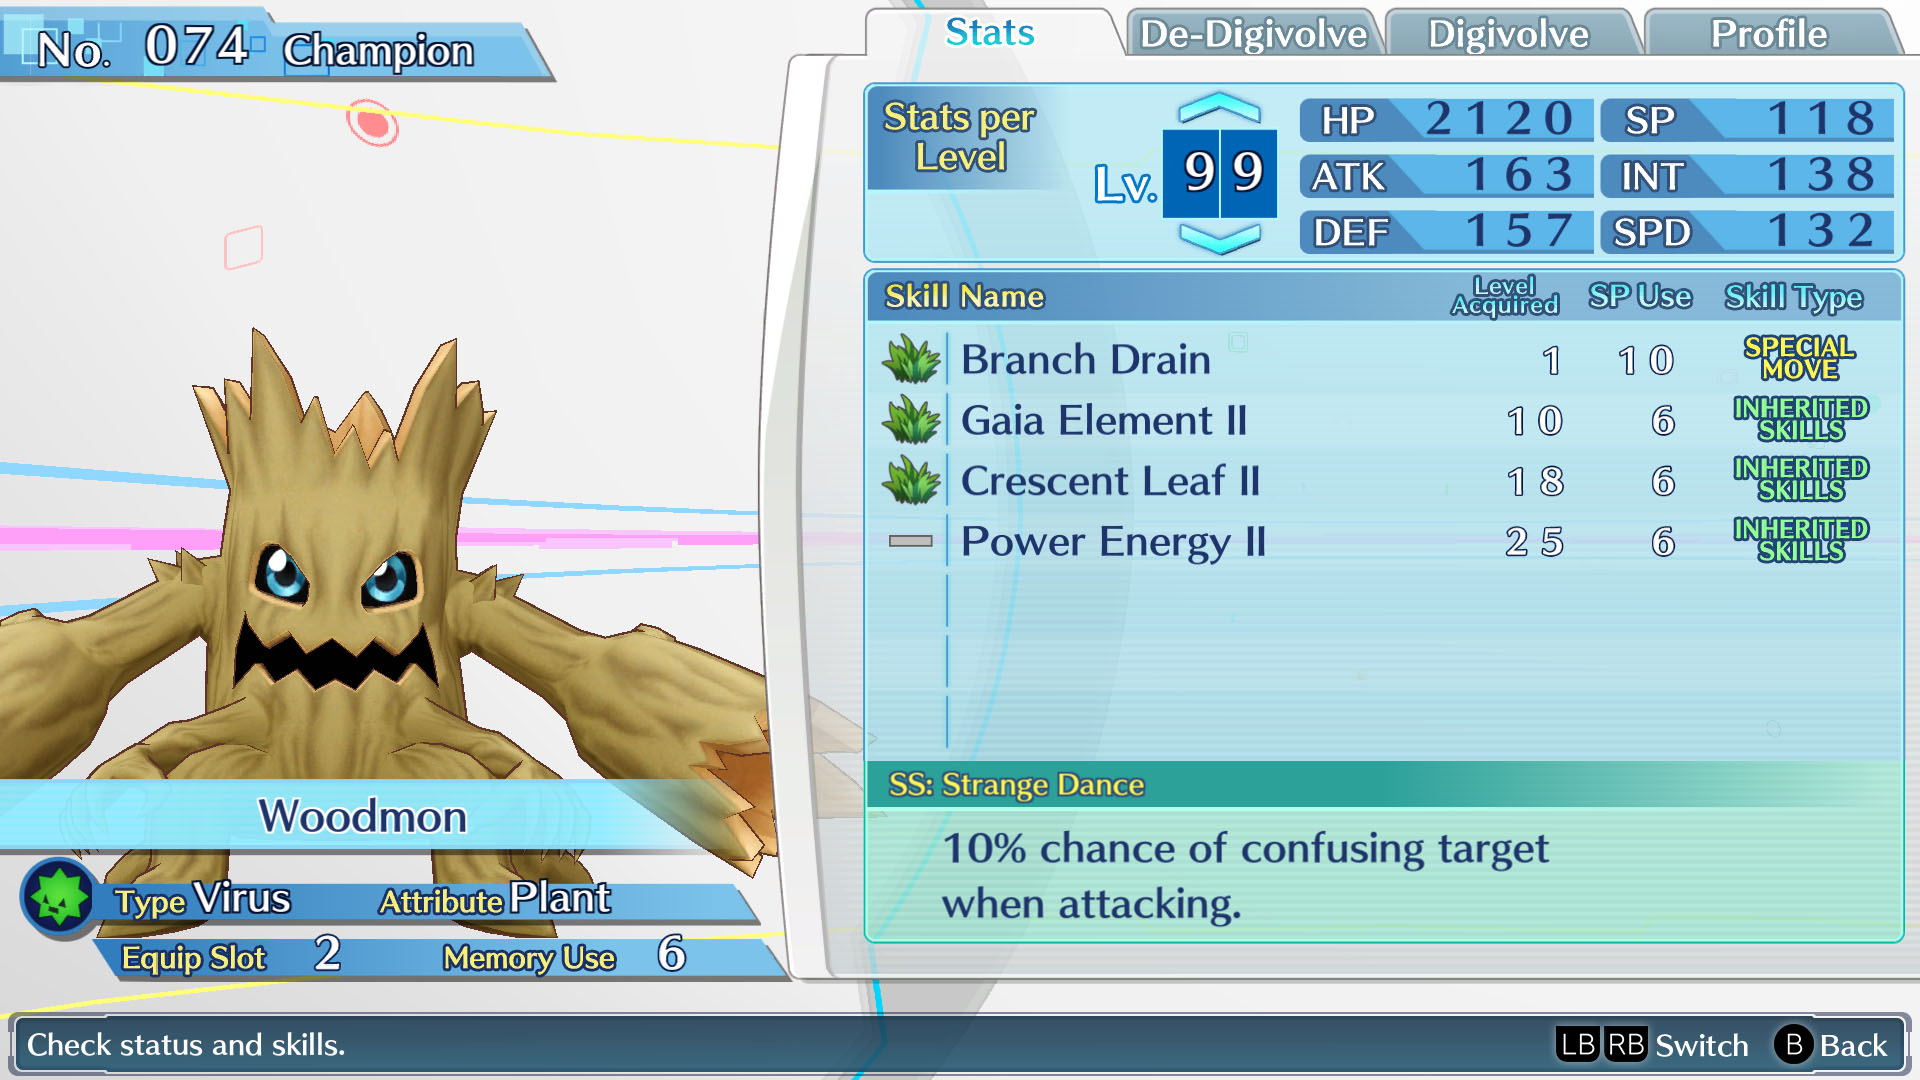 No. 074 Champion
Stats De-Digivolve Digivolve Profile
Stats per
Level
Lv. 99
HP 2120 SP 118
ATK 163 INT 138
DEF 157 SPD 132
Skill Name Level Acquired SP Use Skill Type
Branch Drain 1 10 SPECIAL MOVE
Gaia Element II 10 6 INHERITED SKILLS
Crescent Leaf II 18 6 INHERITED SKILLS
Power Energy II 25 6 INHERITED SKILLS
SS: Strange Dance
10% chance of confusing target
when attacking.
Woodmon
Type Virus Attribute Plant
Equip Slot 2 Memory Use 6
Check status and skills.
LB RB Switch B Back